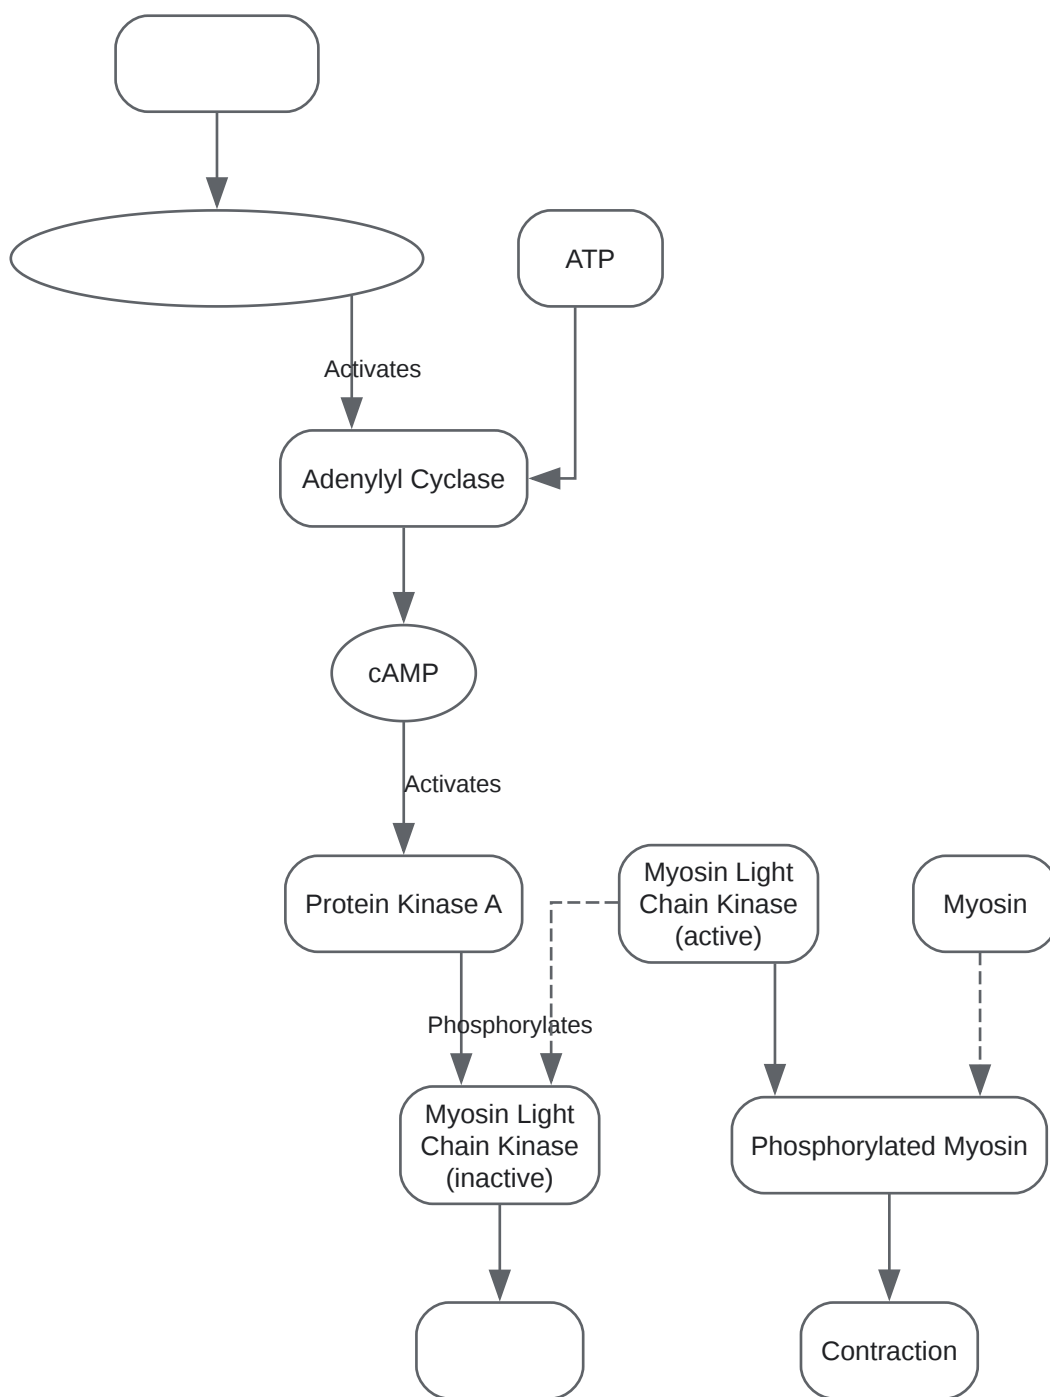 ATP
Activates
Adenylyl Cyclase
cAMP
Activates
Protein Kinase A
Myosin Light
Chain Kinase
(active)
Myosin
Phosphorylates
Myosin Light
Chain Kinase
(inactive)
Phosphorylated Myosin
Contraction